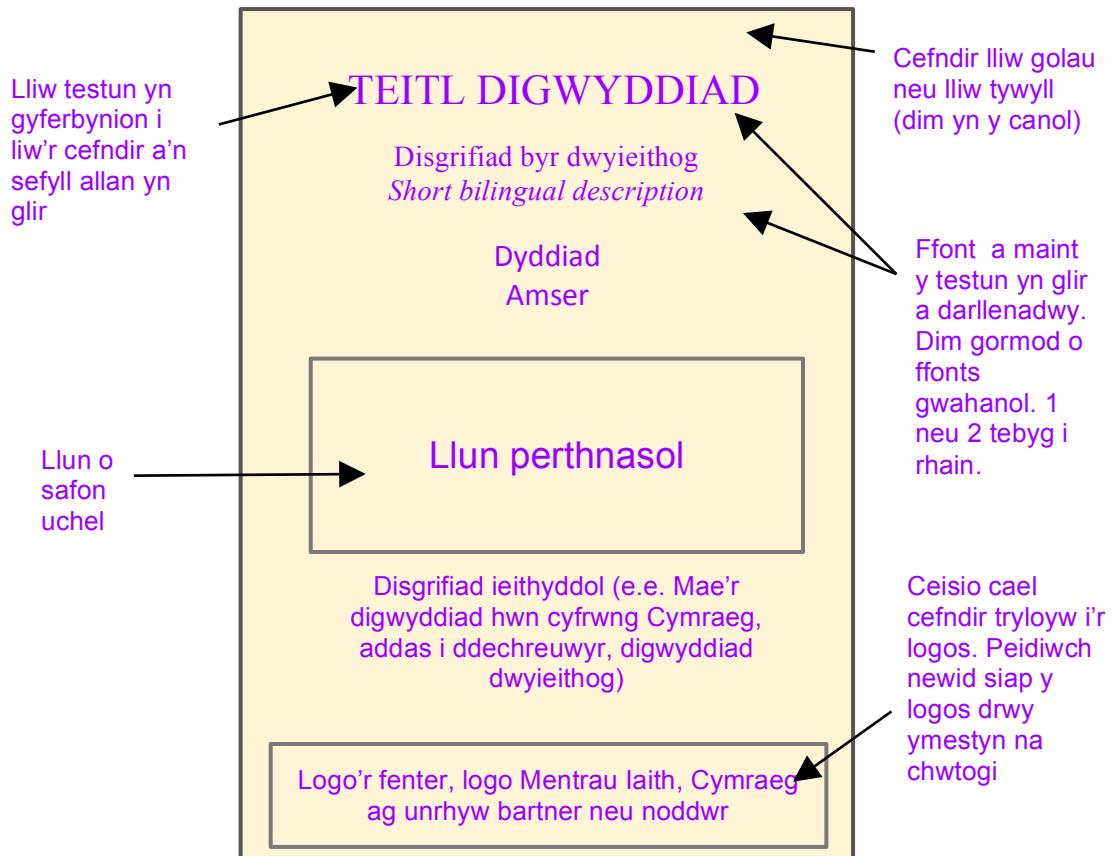 Lliw testun yn
gyferbynion i
liw'r cefndir a'n
sefyll allan yn
glir
TEITL DIGWYDDIAD
Disgrifiad byr dwyieithog
Short bilingual description
Dyddiad
Amser
Cefndir lliw golau
neu lliw tywyll
(dim yn y canol)
Ffont a maint
y testun yn glir
a darllenadwy.
Dim gormod o
ffonts
gwahanol. 1
neu 2 tebyg i
rhain.
Llun o
safon
uchel
Llun perthnasol
Disgrifiad ieithyddol (e.e. Mae'r
digwyddiad hwn cyfrwng Cymraeg,
addas i ddechreuwyr, digwyddiad
dwyieithog)
Ceisio cael
cefndir tryloyw i'r
logos. Peidiwch
newid siap y
logos drwy
ymestyn na
chwtogi
Logo'r fenter, logo Mentrau Iaith, Cymraeg
ag unrhyw bartner neu noddwr